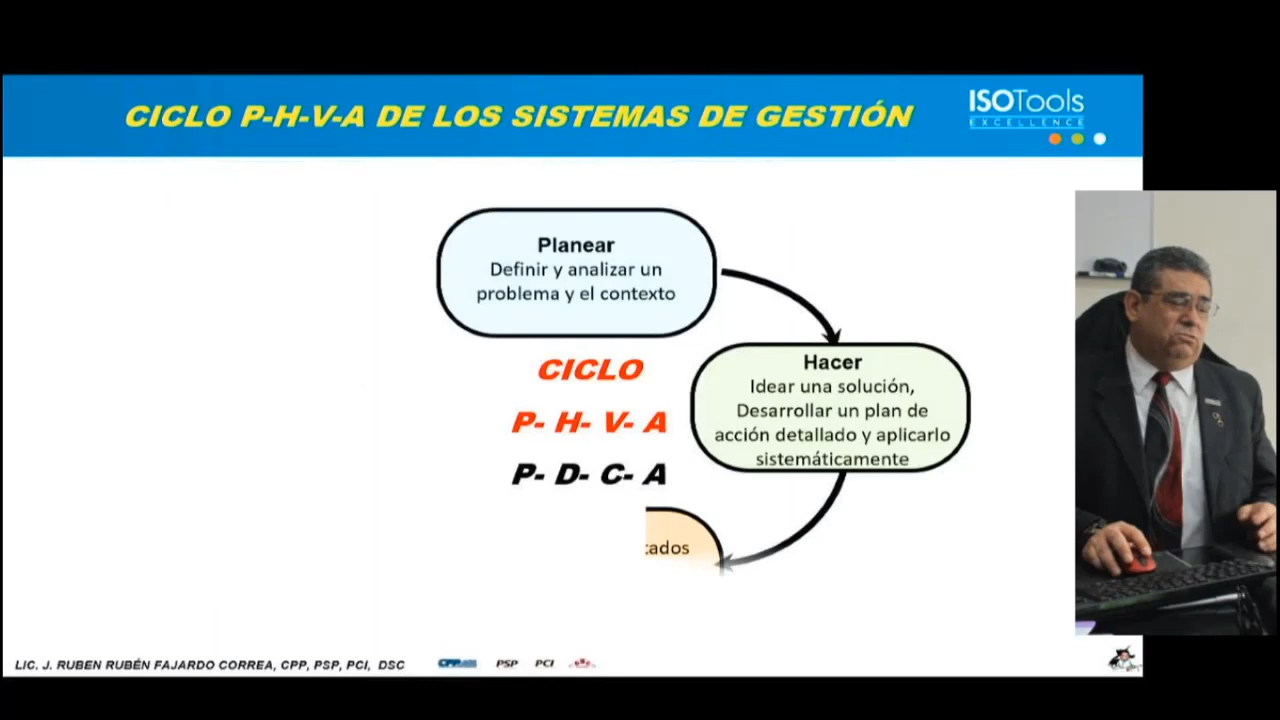 CICLO P-H-V-A DE LOS SISTEMAS DE GESTIÓN
ISOTools
EXCELLENCE
Planear
Definir y analizar un
problema y el contexto
Hacer
Idear una solución,
Desarrollar un plan de
acción detallado y aplicarlo
sistemáticamente
CICLO
P- H- V- A
P- D- C- A
tados
LIC. J. RUBEN RUBÉN FAJARDO CORREA, CPP, PSP, PCI, DSC
CPP
PSP
PCI